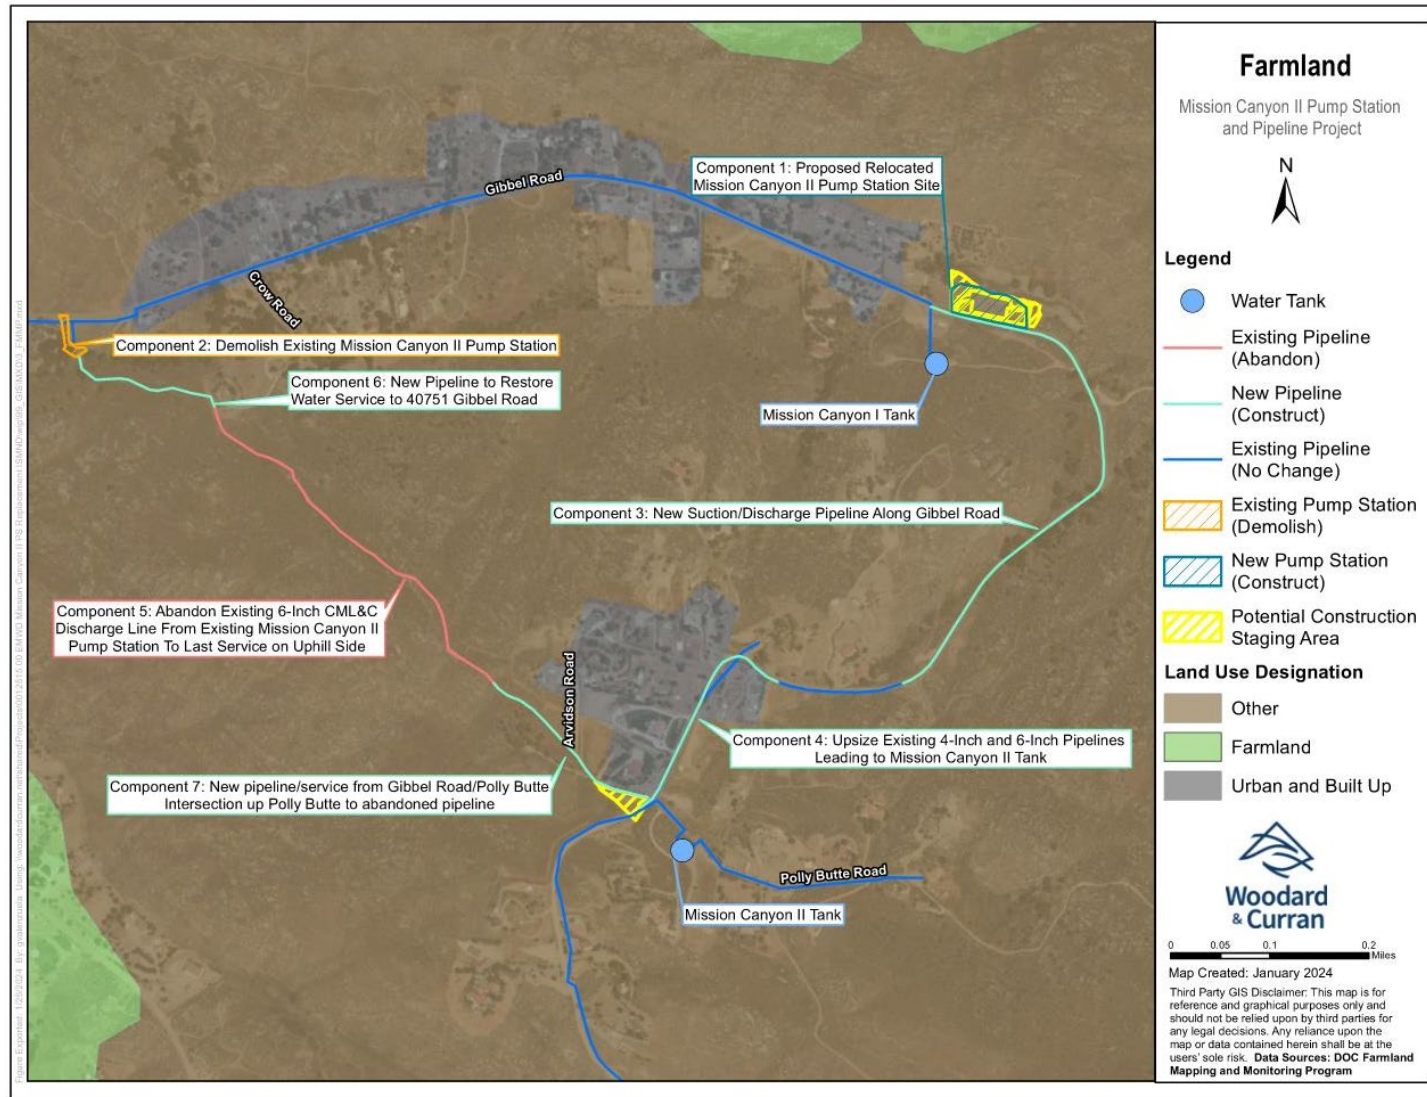 Farmland
Mission Canyon II Pump Station
and Pipeline Project
N
Legend
Water Tank
Existing Pipeline
(Abandon)
New Pipeline
(Construct)
Existing Pipeline
(No Change)
Existing Pump Station
(Demolish)
New Pump Station
(Construct)
Potential Construction
Staging Area
Land Use Designation
Other
Farmland
Urban and Built Up
Woodard
& Curran
0 0.05 0.1 0.2
Miles
Map Created: January 2024
Third Party GIS Disclaimer: This map is for
reference and graphical purposes only and
should not be relied upon by third parties for
any legal decisions. Any reliance upon the
map or data contained herein shall be at the
users' sole risk. Data Sources: DOC Farmland
Mapping and Monitoring Program
Component 1: Proposed Relocated
Mission Canyon II Pump Station Site
Gibbel Road
Crow Road
Component 2: Demolish Existing Mission Canyon II Pump Station
Component 6: New Pipeline to Restore
Water Service to 40751 Gibbel Road
Mission Canyon I Tank
Component 3: New Suction/Discharge Pipeline Along Gibbel Road
Component 5: Abandon Existing 6-Inch CML&C
Discharge Line From Existing Mission Canyon II
Pump Station To Last Service on Uphill Side
Arvidson Road
Component 4: Upsize Existing 4-Inch and 6-Inch Pipelines
Leading to Mission Canyon II Tank
Component 7: New pipeline/service from Gibbel Road/Polly Butte
Intersection up Polly Butte to abandoned pipeline
Polly Butte Road
Mission Canyon II Tank
Figure Exported: 1/25/2024 By: gvalenzuela Using: